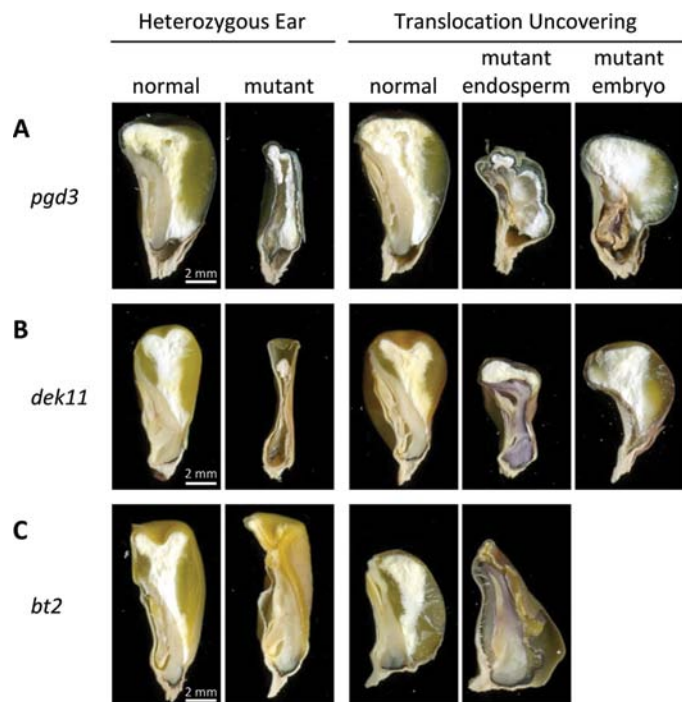 Heterozygous Ear
Translocation Uncovering
normal
mutant
normal
mutant
endosperm
mutant
embryo
A
pgd3
2 mm
B
dek11
2 mm
C
bt2
2 mm